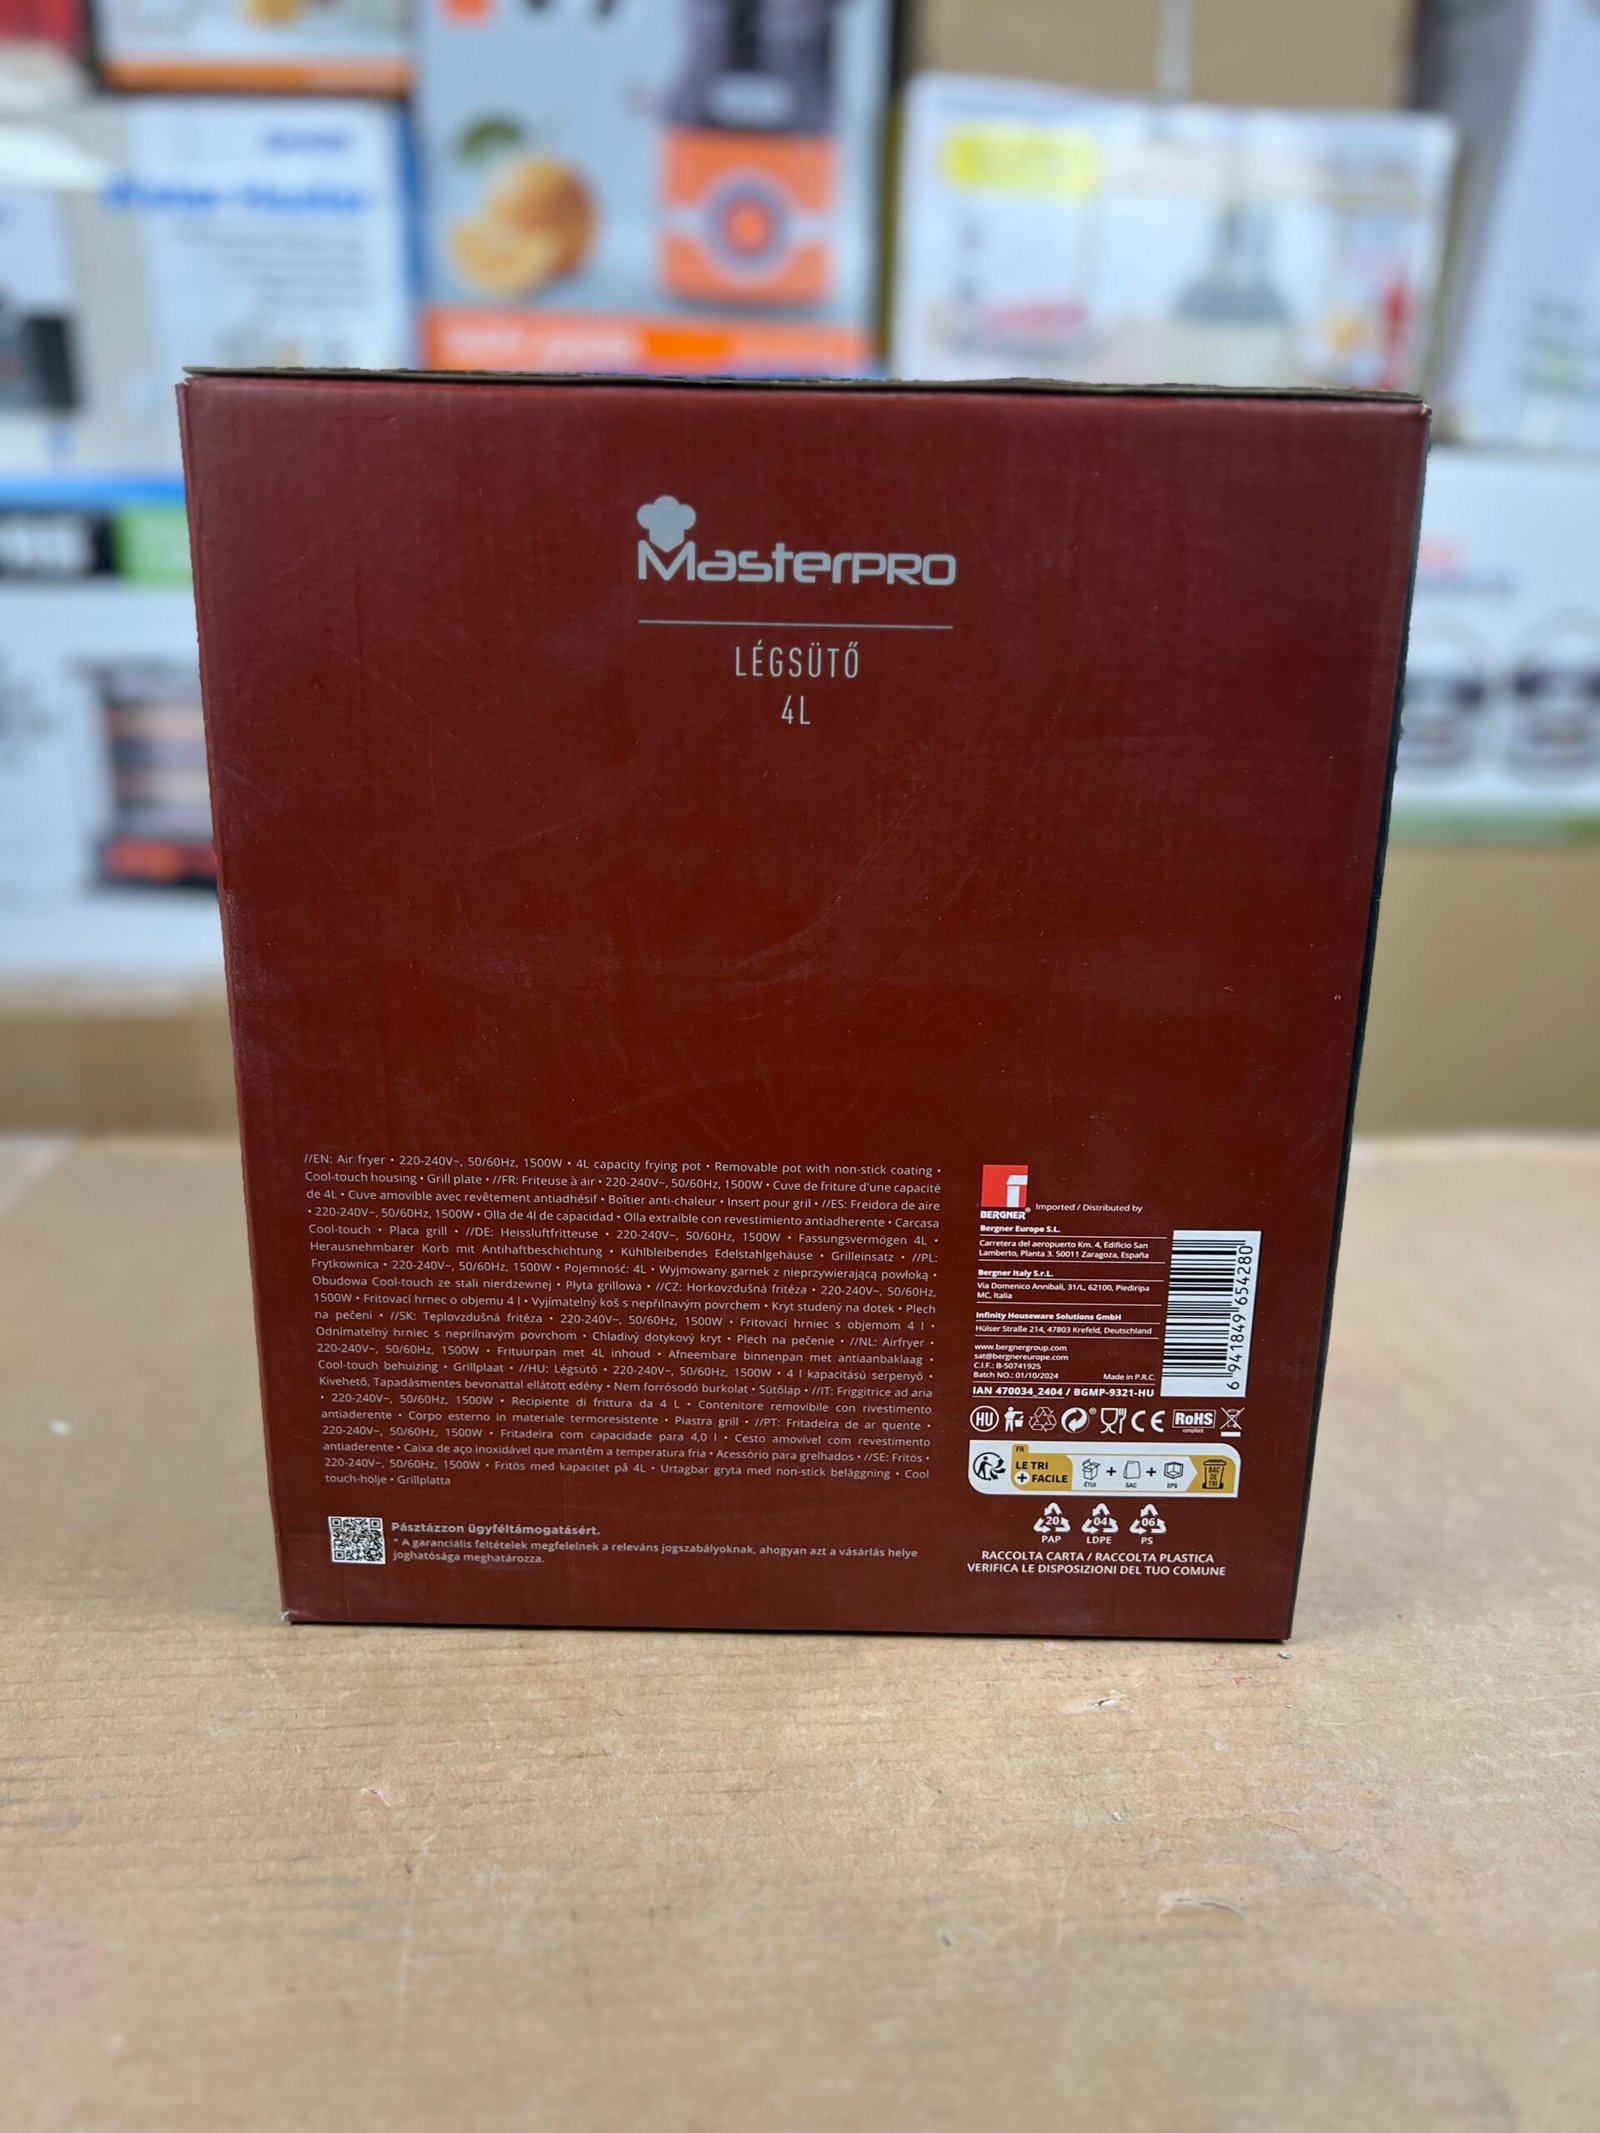 MasterPRO
LÉGSÜTŐ
4L
//EN: Air fryer • 220-240V~, 50/60Hz, 1500W • 4L capacity frying pot • Removable pot with non-stick coating •
Cool-touch housing • Grill plate • //FR: Friteuse à air • 220-240V~, 50/60Hz, 1500W • Cuve de friture d'une capacité
de 4L • Cuve amovible avec revêtement antiadhésif • Boîtier anti-chaleur • Insert pour gril • //ES: Freidora de aire
• 220-240V~, 50/60Hz, 1500W • Olla de 4l de capacidad • Olla extraíble con revestimiento antiadherente • Carcasa
Cool-touch • Placa grill • //DE: Heissluftfritteuse • 220-240V~, 50/60Hz, 1500W • Fassungsvermögen 4L •
Herausnehmbarer Korb mit Antihaftbeschichtung • Kühlbleibendes Edelstahlgehäuse • Grilleinsatz • //PL:
Frytkownica • 220-240V~, 50/60Hz, 1500W • Pojemność: 4L • Wyjmowany garnek z nieprzywierającą powłoką •
Obudowa Cool-touch ze stali nierdzewnej • Płyta grillowa • //CZ: Horkovzdušná fritéza • 220-240V~, 50/60Hz,
1500W • Fritovací hrnec o objemu 4 l • Vyjímatelný koš s nepřilnavým povrchem • Kryt studený na dotek • Plech
na pečení • //SK: Teplovzdušná fritéza • 220-240V~, 50/60Hz, 1500W • Fritovací hrniec s objemom 4 l •
Odnímateľný hrniec s nepriľnavým povrchom • Chladivý dotykový kryt • Plech na pečenie • //NL: Airfryer •
220-240V~, 50/60Hz, 1500W • Frituurpan met 4L inhoud • Afneembare binnenpan met antiaanbaklaag •
Cool-touch behuizing • Grillplaat • //HU: Légsütő • 220-240V~, 50/60Hz, 1500W • 4 l kapacitású serpenyő •
Kivehető, Tapadásmentes bevonattal ellátott edény • Nem forrósodó burkolat • Sütőlap • //IT: Friggitrice ad aria
• 220-240V~, 50/60Hz, 1500W • Recipiente di frittura da 4 L • Contenitore removibile con rivestimento
antiaderente • Corpo esterno in materiale termoresistente • Piastra grill • //PT: Fritadeira de ar quente •
220-240V~, 50/60Hz, 1500W • Fritadeira com capacidade para 4,0 l • Cesto amovível com revestimento
antiaderente • Caixa de aço inoxidável que mantêm a temperatura fria • Acessório para grelhados • //SE: Fritös •
220-240V~, 50/60Hz, 1500W • Fritös med kapacitet på 4L • Urtagbar gryta med non-stick beläggning • Cool
touch-hölje • Grillplatta
Pásztázzon ügyféltámogatásért.
* A garanciális feltételek megfelelnek a releváns jogszabályoknak, ahogyan azt a vásárlás helye
joghatósága meghatározza.
BERGNER® Imported / Distributed by
Bergner Europe S.L.
Carretera del aeropuerto Km. 4, Edificio San
Lamberto, Planta 3. 50011 Zaragoza, España
Bergner Italy S.r.L.
Via Domenico Annibali, 31/L, 62100, Piediripa
MC, Italia
Infinity Houseware Solutions GmbH
Hülser Straße 214, 47803 Krefeld, Deutschland
www.bergnergroup.com
sat@bergnereurope.com
C.I.F.: B-50741925
Batch NO.: 01/10/2024 Made in P.R.C.
IAN 470034_2404 / BGMP-9321-HU
6 941849 654280
HU CE RoHS
compliant
FR
LE TRI
+ FACILE
ÉTUI + SAC + EPS
BAC
DE
TRI
20 04 06
PAP LDPE PS
RACCOLTA CARTA / RACCOLTA PLASTICA
VERIFICA LE DISPOSIZIONI DEL TUO COMUNE